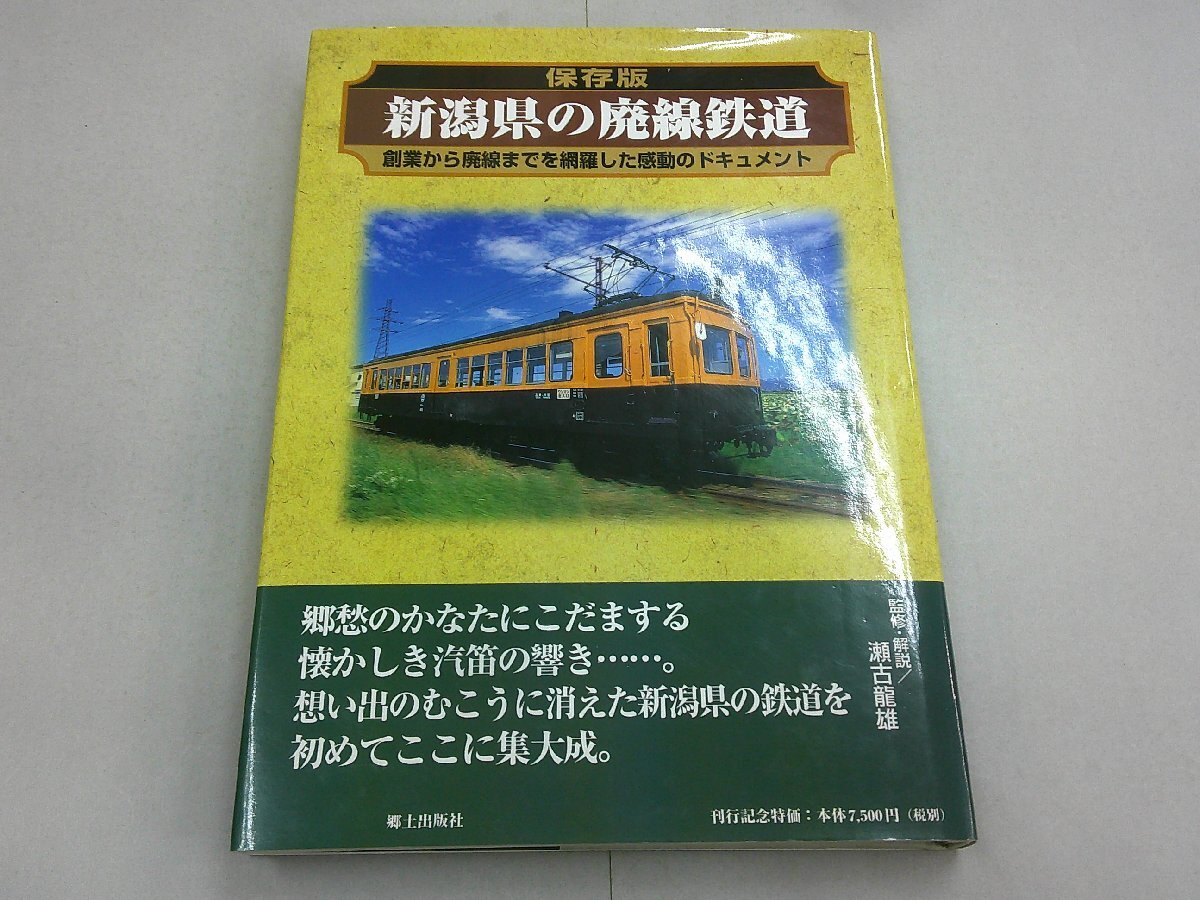 保存版
新潟県の廃線鉄道
創業から廃線までを網羅した感動のドキュメント
郷愁のかなたにこだまする
懐かしき汽笛の響き……。
想い出のむこうに消えた新潟県の鉄道を
初めてここに集大成。
監修・解説／
瀬古龍雄
郷土出版社
刊行記念特価：本体7,500円（税別）